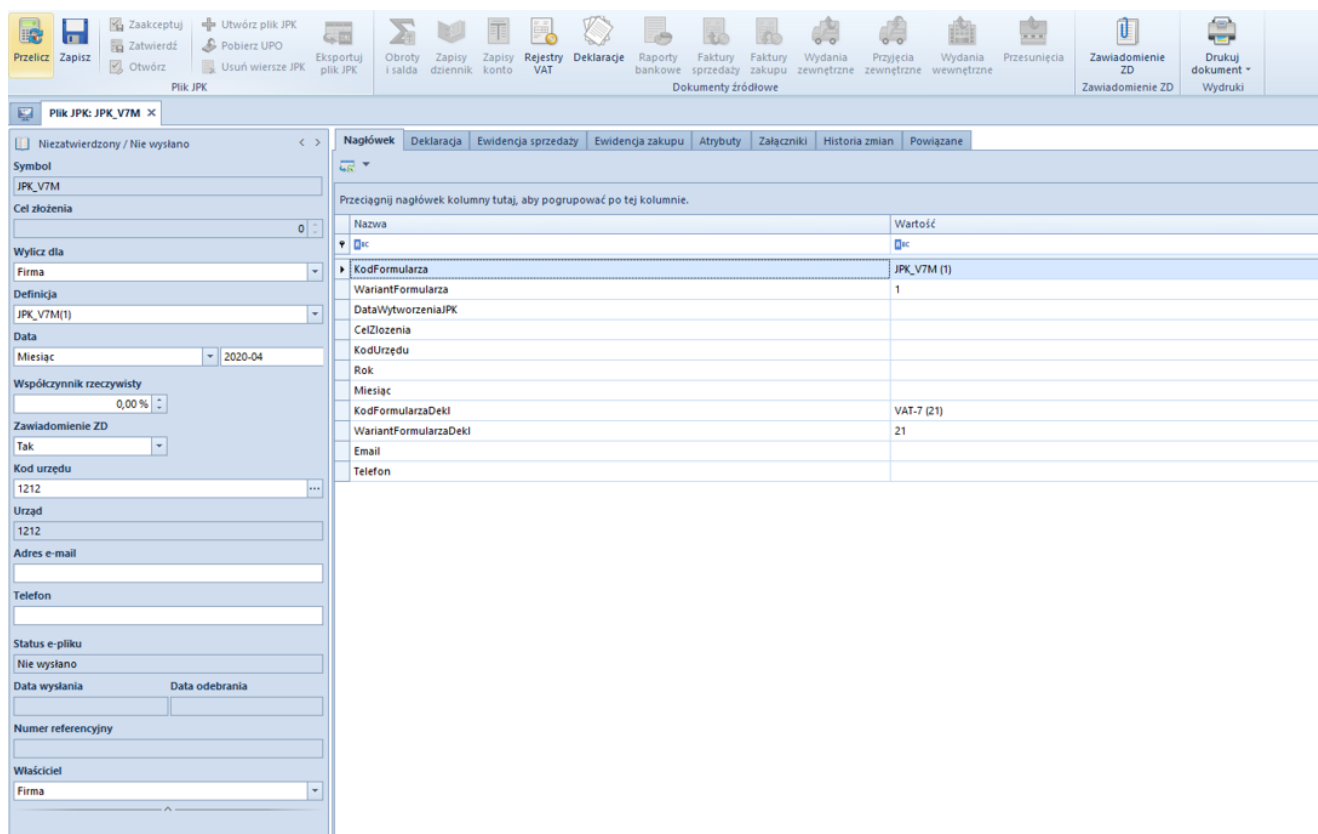 Przelicz
Zapisz
Zaakceptuj
Zatwierdź
Otwórz
Utwórz plik JPK
Pobierz UPO
Usuń wiersze JPK
Eksportuj
plik JPK
Plik JPK
Obroty
i salda
Zapisy
dziennik
Zapisy
konto
Rejestry
VAT
Deklaracje
Raporty
bankowe
Faktury
sprzedaży
Faktury
zakupu
Wydania
zewnętrzne
Przyjęcia
zewnętrzne
Wydania
wewnętrzne
Przesunięcia
Dokumenty źródłowe
Zawiadomienie
ZD
Zawiadomienie ZD
Drukuj
dokument
Wydruki
Plik JPK: JPK_V7M
Niezatwierdzony / Nie wysłano
Symbol
JPK_V7M
Cel złożenia
0
Wylicz dla
Firma
Definicja
JPK_V7M(1)
Data
Miesiąc 2020-04
Współczynnik rzeczywisty
0,00 %
Zawiadomienie ZD
Tak
Kod urzędu
1212
Urząd
1212
Adres e-mail
Telefon
Status e-pliku
Nie wysłano
Data wysłania Data odebrania
Numer referencyjny
Właściciel
Firma
Nagłówek Deklaracja Ewidencja sprzedaży Ewidencja zakupu Atrybuty Załączniki Historia zmian Powiązane
Przeciągnij nagłówek kolumny tutaj, aby pogrupować po tej kolumnie.
Nazwa Wartość
KodFormularza JPK_V7M (1)
WariantFormularza 1
DataWytworzeniaJPK
CelZlozenia
KodUrzędu
Rok
Miesiąc
KodFormularzaDekl VAT-7 (21)
WariantFormularzaDekl 21
Email
Telefon